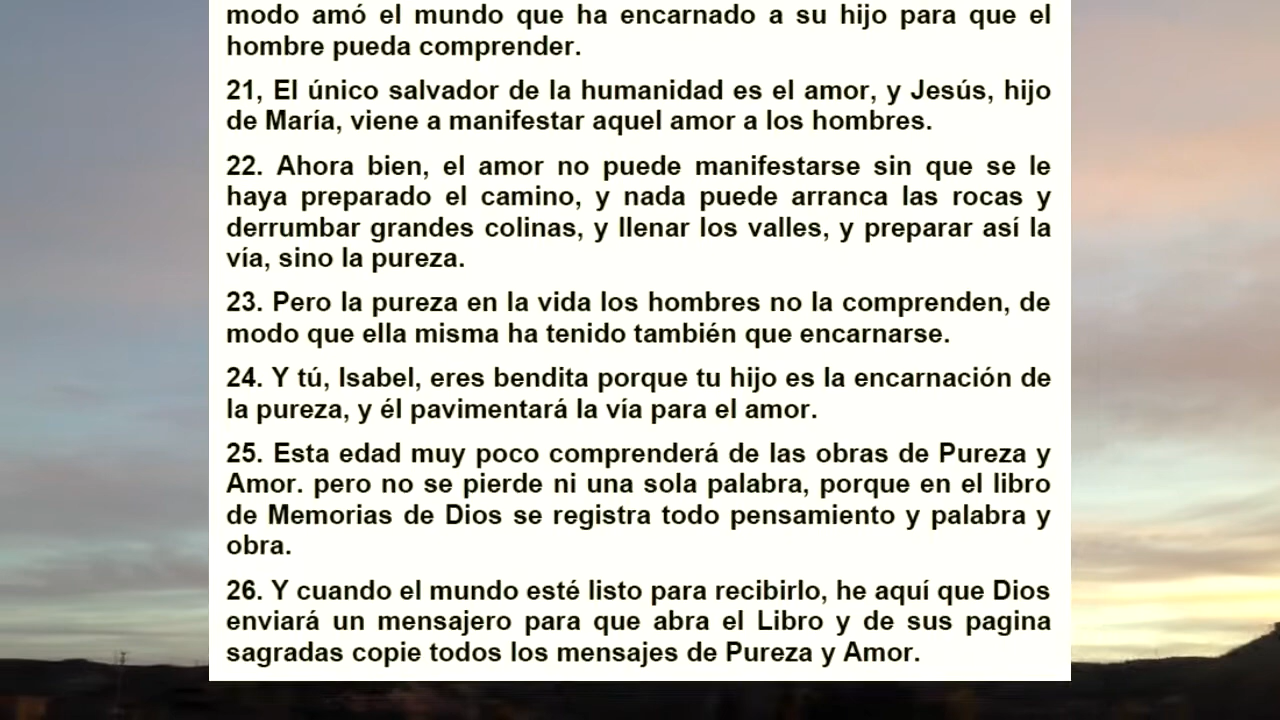 modo amó el mundo que ha encarnado a su hijo para que el
hombre pueda comprender.
21, El único salvador de la humanidad es el amor, y Jesús, hijo
de María, viene a manifestar aquel amor a los hombres.
22. Ahora bien, el amor no puede manifestarse sin que se le
haya preparado el camino, y nada puede arranca las rocas y
derrumbar grandes colinas, y llenar los valles, y preparar así la
vía, sino la pureza.
23. Pero la pureza en la vida los hombres no la comprenden, de
modo que ella misma ha tenido también que encarnarse.
24. Y tú, Isabel, eres bendita porque tu hijo es la encarnación de
la pureza, y él pavimentará la vía para el amor.
25. Esta edad muy poco comprenderá de las obras de Pureza y
Amor. pero no se pierde ni una sola palabra, porque en el libro
de Memorias de Dios se registra todo pensamiento y palabra y
obra.
26. Y cuando el mundo esté listo para recibirlo, he aquí que Dios
enviará un mensajero para que abra el Libro y de sus pagina
sagradas copie todos los mensajes de Pureza y Amor.